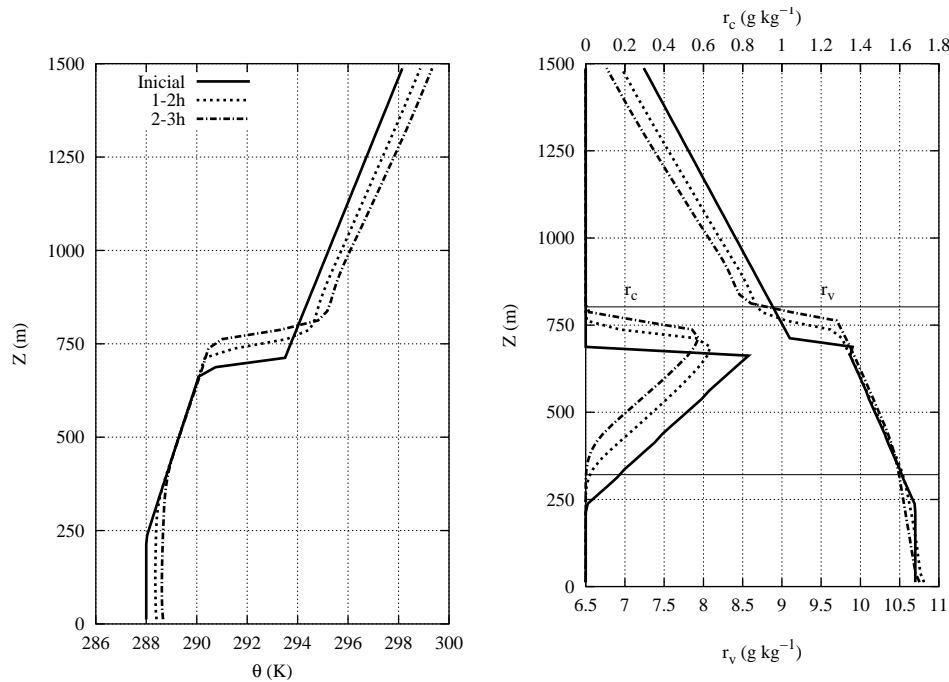 Inicial
1-2h
2-3h
1500
1250
1000
750
500
250
0
Z (m)
286 288 290 292 294 296 298 300
θ (K)
r_c (g kg⁻¹)
0 0.2 0.4 0.6 0.8 1 1.2 1.4 1.6 1.8
1500
1250
1000
750
500
250
0
Z (m)
r_c
r_v
6.5 7 7.5 8 8.5 9 9.5 10 10.5 11
r_v (g kg⁻¹)